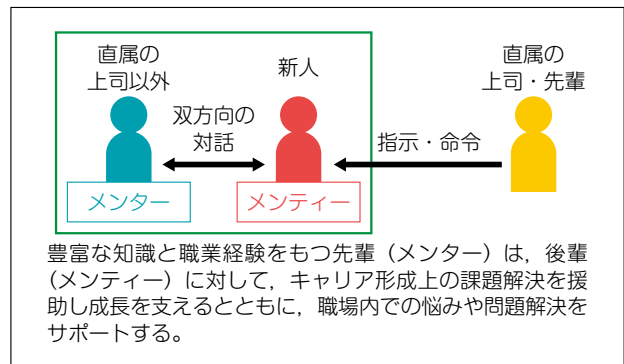 直属の
上司以外
新人
直属の
上司・先輩
双方向の
対話
指示・命令
メンター
メンティー
豊富な知識と職業経験をもつ先輩（メンター）は，後輩
（メンティー）に対して，キャリア形成上の課題解決を援
助し成長を支えるとともに，職場内での悩みや問題解決を
サポートする。